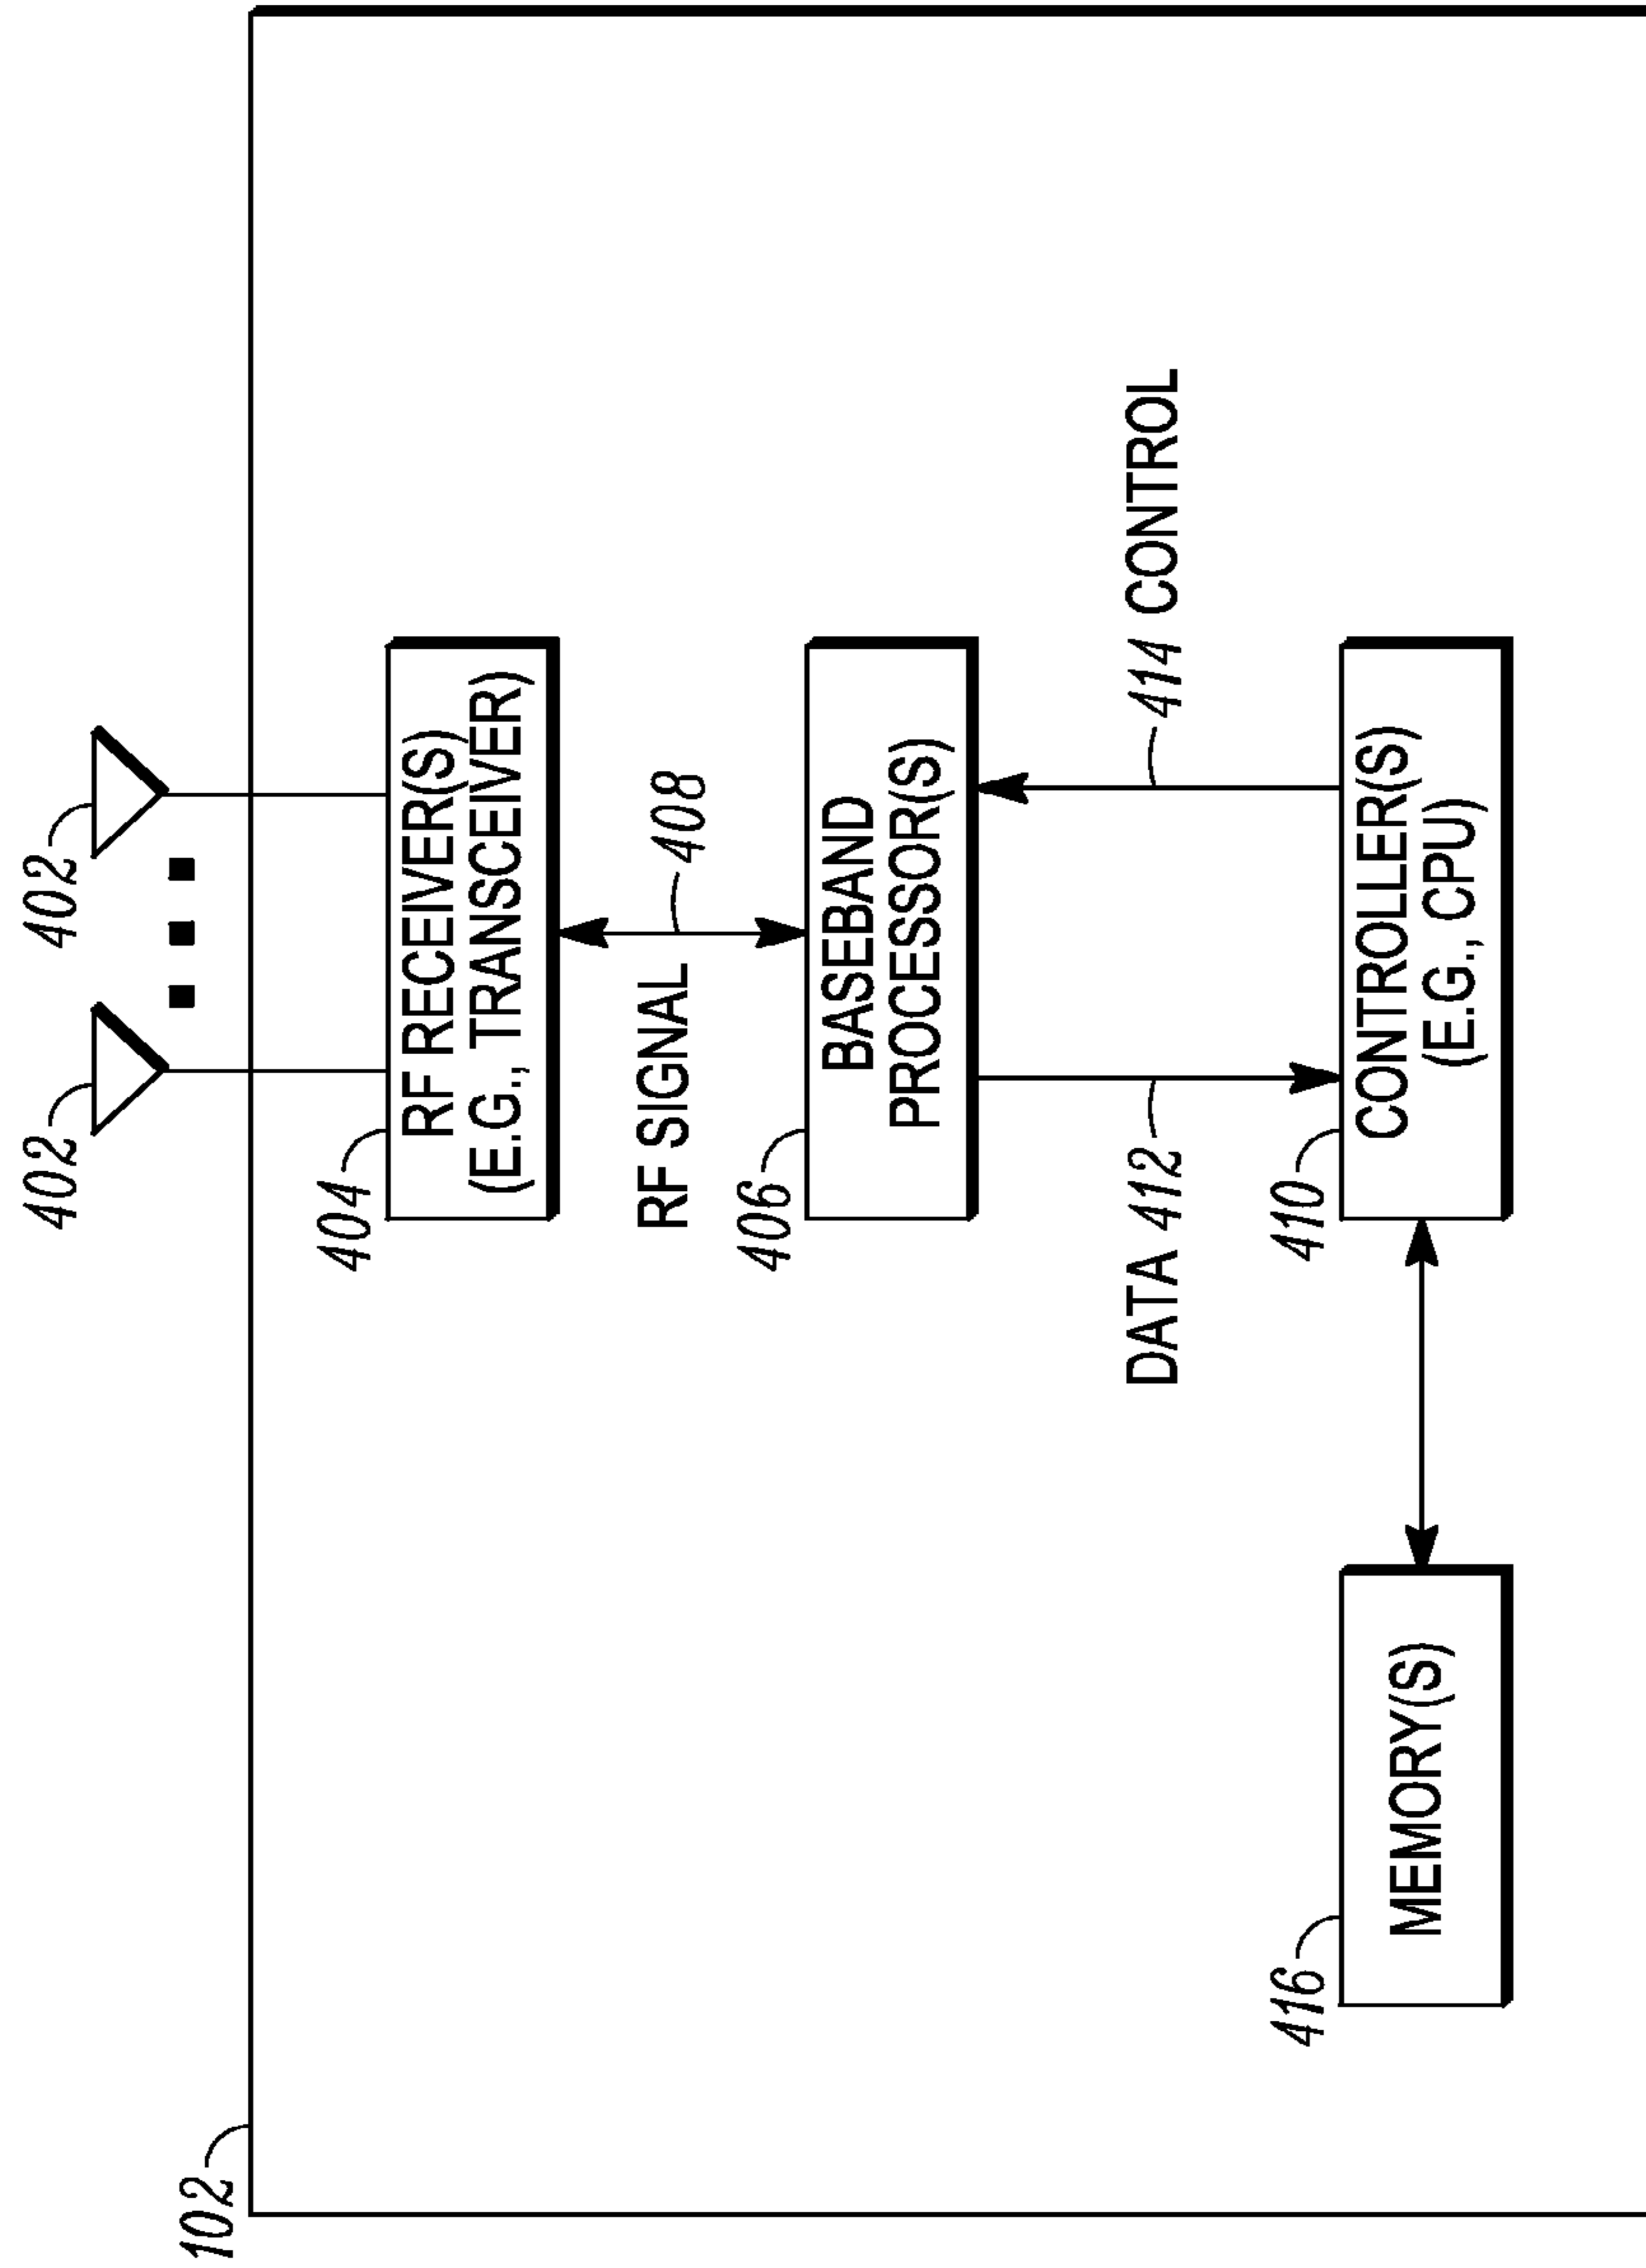 402
402
102
404
RF RECEIVER(S)
(E.G., TRANSCEIVER)
RF SIGNAL
408
406
BASEBAND
PROCESSOR(S)
DATA 412
414 CONTROL
416
MEMORY(S)
410
CONTROLLER(S)
(E.G., CPU)